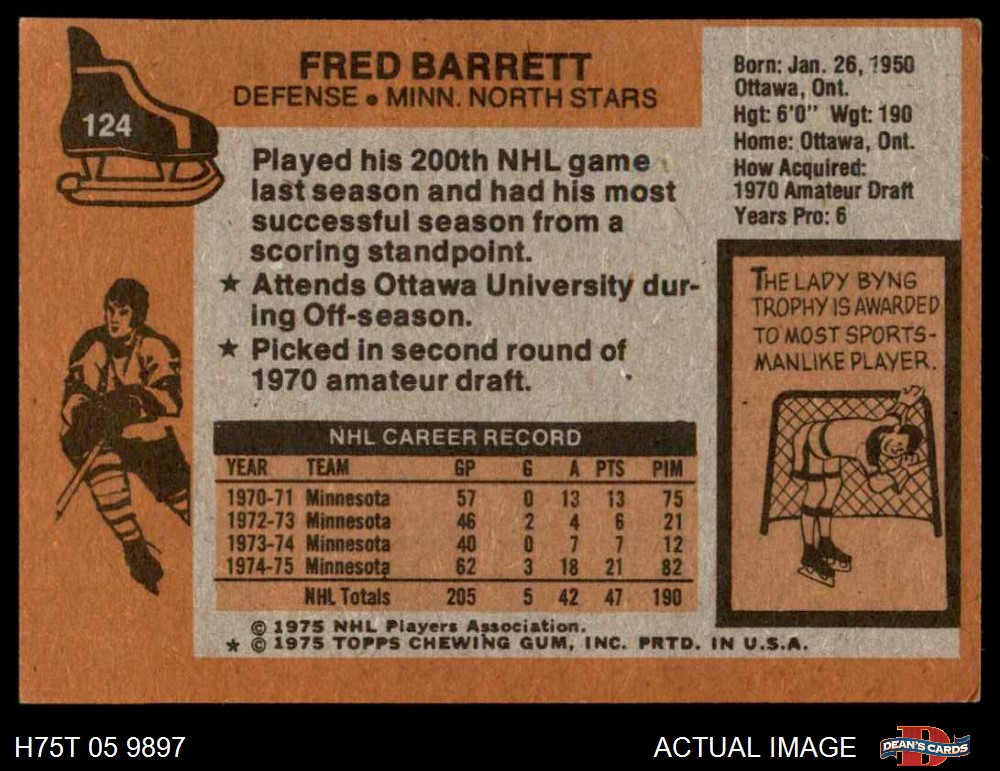 124
FRED BARRETT
DEFENSE • MINN. NORTH STARS
Born: Jan. 26, 1950
Ottawa, Ont.
Hgt: 6'0" Wgt: 190
Home: Ottawa, Ont.
How Acquired:
1970 Amateur Draft
Years Pro: 6
Played his 200th NHL game
last season and had his most
successful season from a
scoring standpoint.
★ Attends Ottawa University dur-
ing Off-season.
★ Picked in second round of
1970 amateur draft.
THE LADY BYNG
TROPHY IS AWARDED
TO MOST SPORTS-
MANLIKE PLAYER.
NHL CAREER RECORD
YEAR TEAM GP G A PTS PIM
1970-71 Minnesota 57 0 13 13 75
1972-73 Minnesota 46 2 4 6 21
1973-74 Minnesota 40 0 7 7 12
1974-75 Minnesota 62 3 18 21 82
NHL Totals 205 5 42 47 190
© 1975 NHL Players Association.
★ © 1975 TOPPS CHEWING GUM, INC. PRTD. IN U.S.A.
H75T 05 9897
ACTUAL IMAGE
D
DEAN'S CARDS